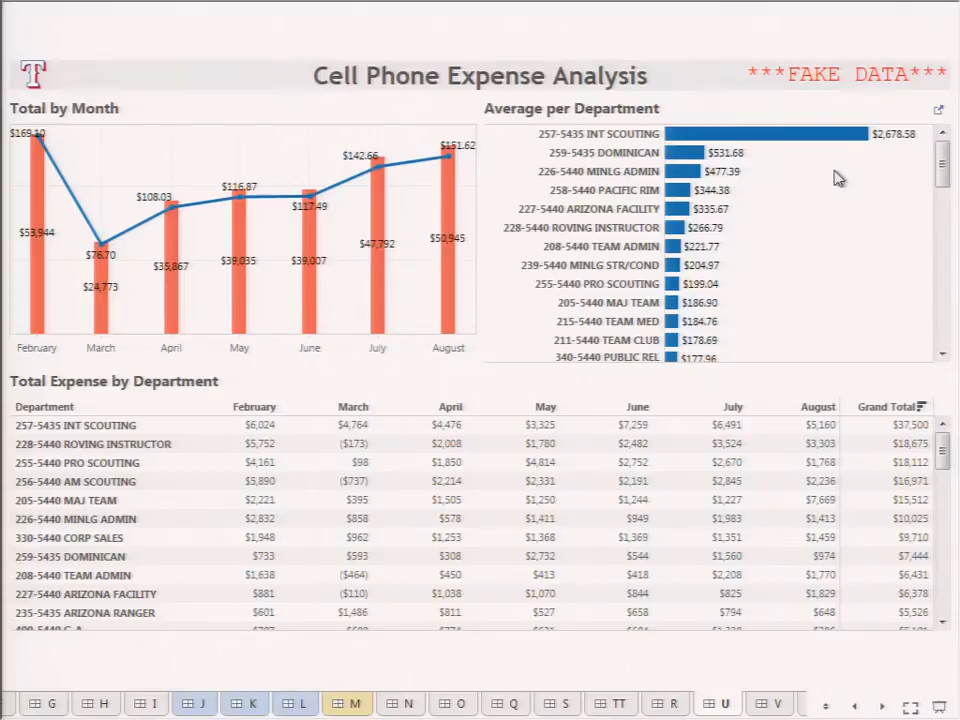 T
Cell Phone Expense Analysis
***FAKE DATA***
Total by Month
$169.10
$53,944
$76.70
$24,773
$108.03
$35,867
$116.87
$39,035
$117.49
$39,007
$142.66
$47,792
$151.62
$50,945
February March April May June July August
Average per Department
257-5435 INT SCOUTING $2,678.58
259-5435 DOMINICAN $531.68
226-5440 MINLG ADMIN $477.39
258-5440 PACIFIC RIM $344.38
227-5440 ARIZONA FACILITY $335.67
228-5440 ROVING INSTRUCTOR $266.79
208-5440 TEAM ADMIN $221.77
239-5440 MINLG STR/COND $204.97
255-5440 PRO SCOUTING $199.04
205-5440 MAJ TEAM $186.90
215-5440 TEAM MED $184.76
211-5440 TEAM CLUB $178.69
340-5440 PUBLIC REL $177.96
Total Expense by Department
Department February March April May June July August Grand Total
257-5435 INT SCOUTING $6,024 $4,764 $4,476 $3,325 $7,259 $6,491 $5,160 $37,500
228-5440 ROVING INSTRUCTOR $5,752 ($173) $2,008 $1,780 $2,482 $3,524 $3,303 $18,675
255-5440 PRO SCOUTING $4,161 $98 $1,850 $4,814 $2,752 $2,670 $1,768 $18,112
256-5440 AM SCOUTING $5,890 ($737) $2,214 $2,331 $2,191 $2,845 $2,236 $16,971
205-5440 MAJ TEAM $2,221 $395 $1,505 $1,250 $1,244 $1,227 $7,669 $15,512
226-5440 MINLG ADMIN $2,832 $858 $578 $1,411 $949 $1,983 $1,413 $10,025
330-5440 CORP SALES $1,948 $962 $1,253 $1,368 $1,369 $1,351 $1,459 $9,710
259-5435 DOMINICAN $733 $593 $308 $2,732 $544 $1,560 $974 $7,444
208-5440 TEAM ADMIN $1,638 ($464) $450 $413 $418 $2,208 $1,770 $6,431
227-5440 ARIZONA FACILITY $881 ($110) $1,038 $1,070 $844 $825 $1,829 $6,378
235-5435 ARIZONA RANGER $601 $1,486 $811 $527 $658 $794 $648 $5,526
G H I J K L M N O Q S TT R U V